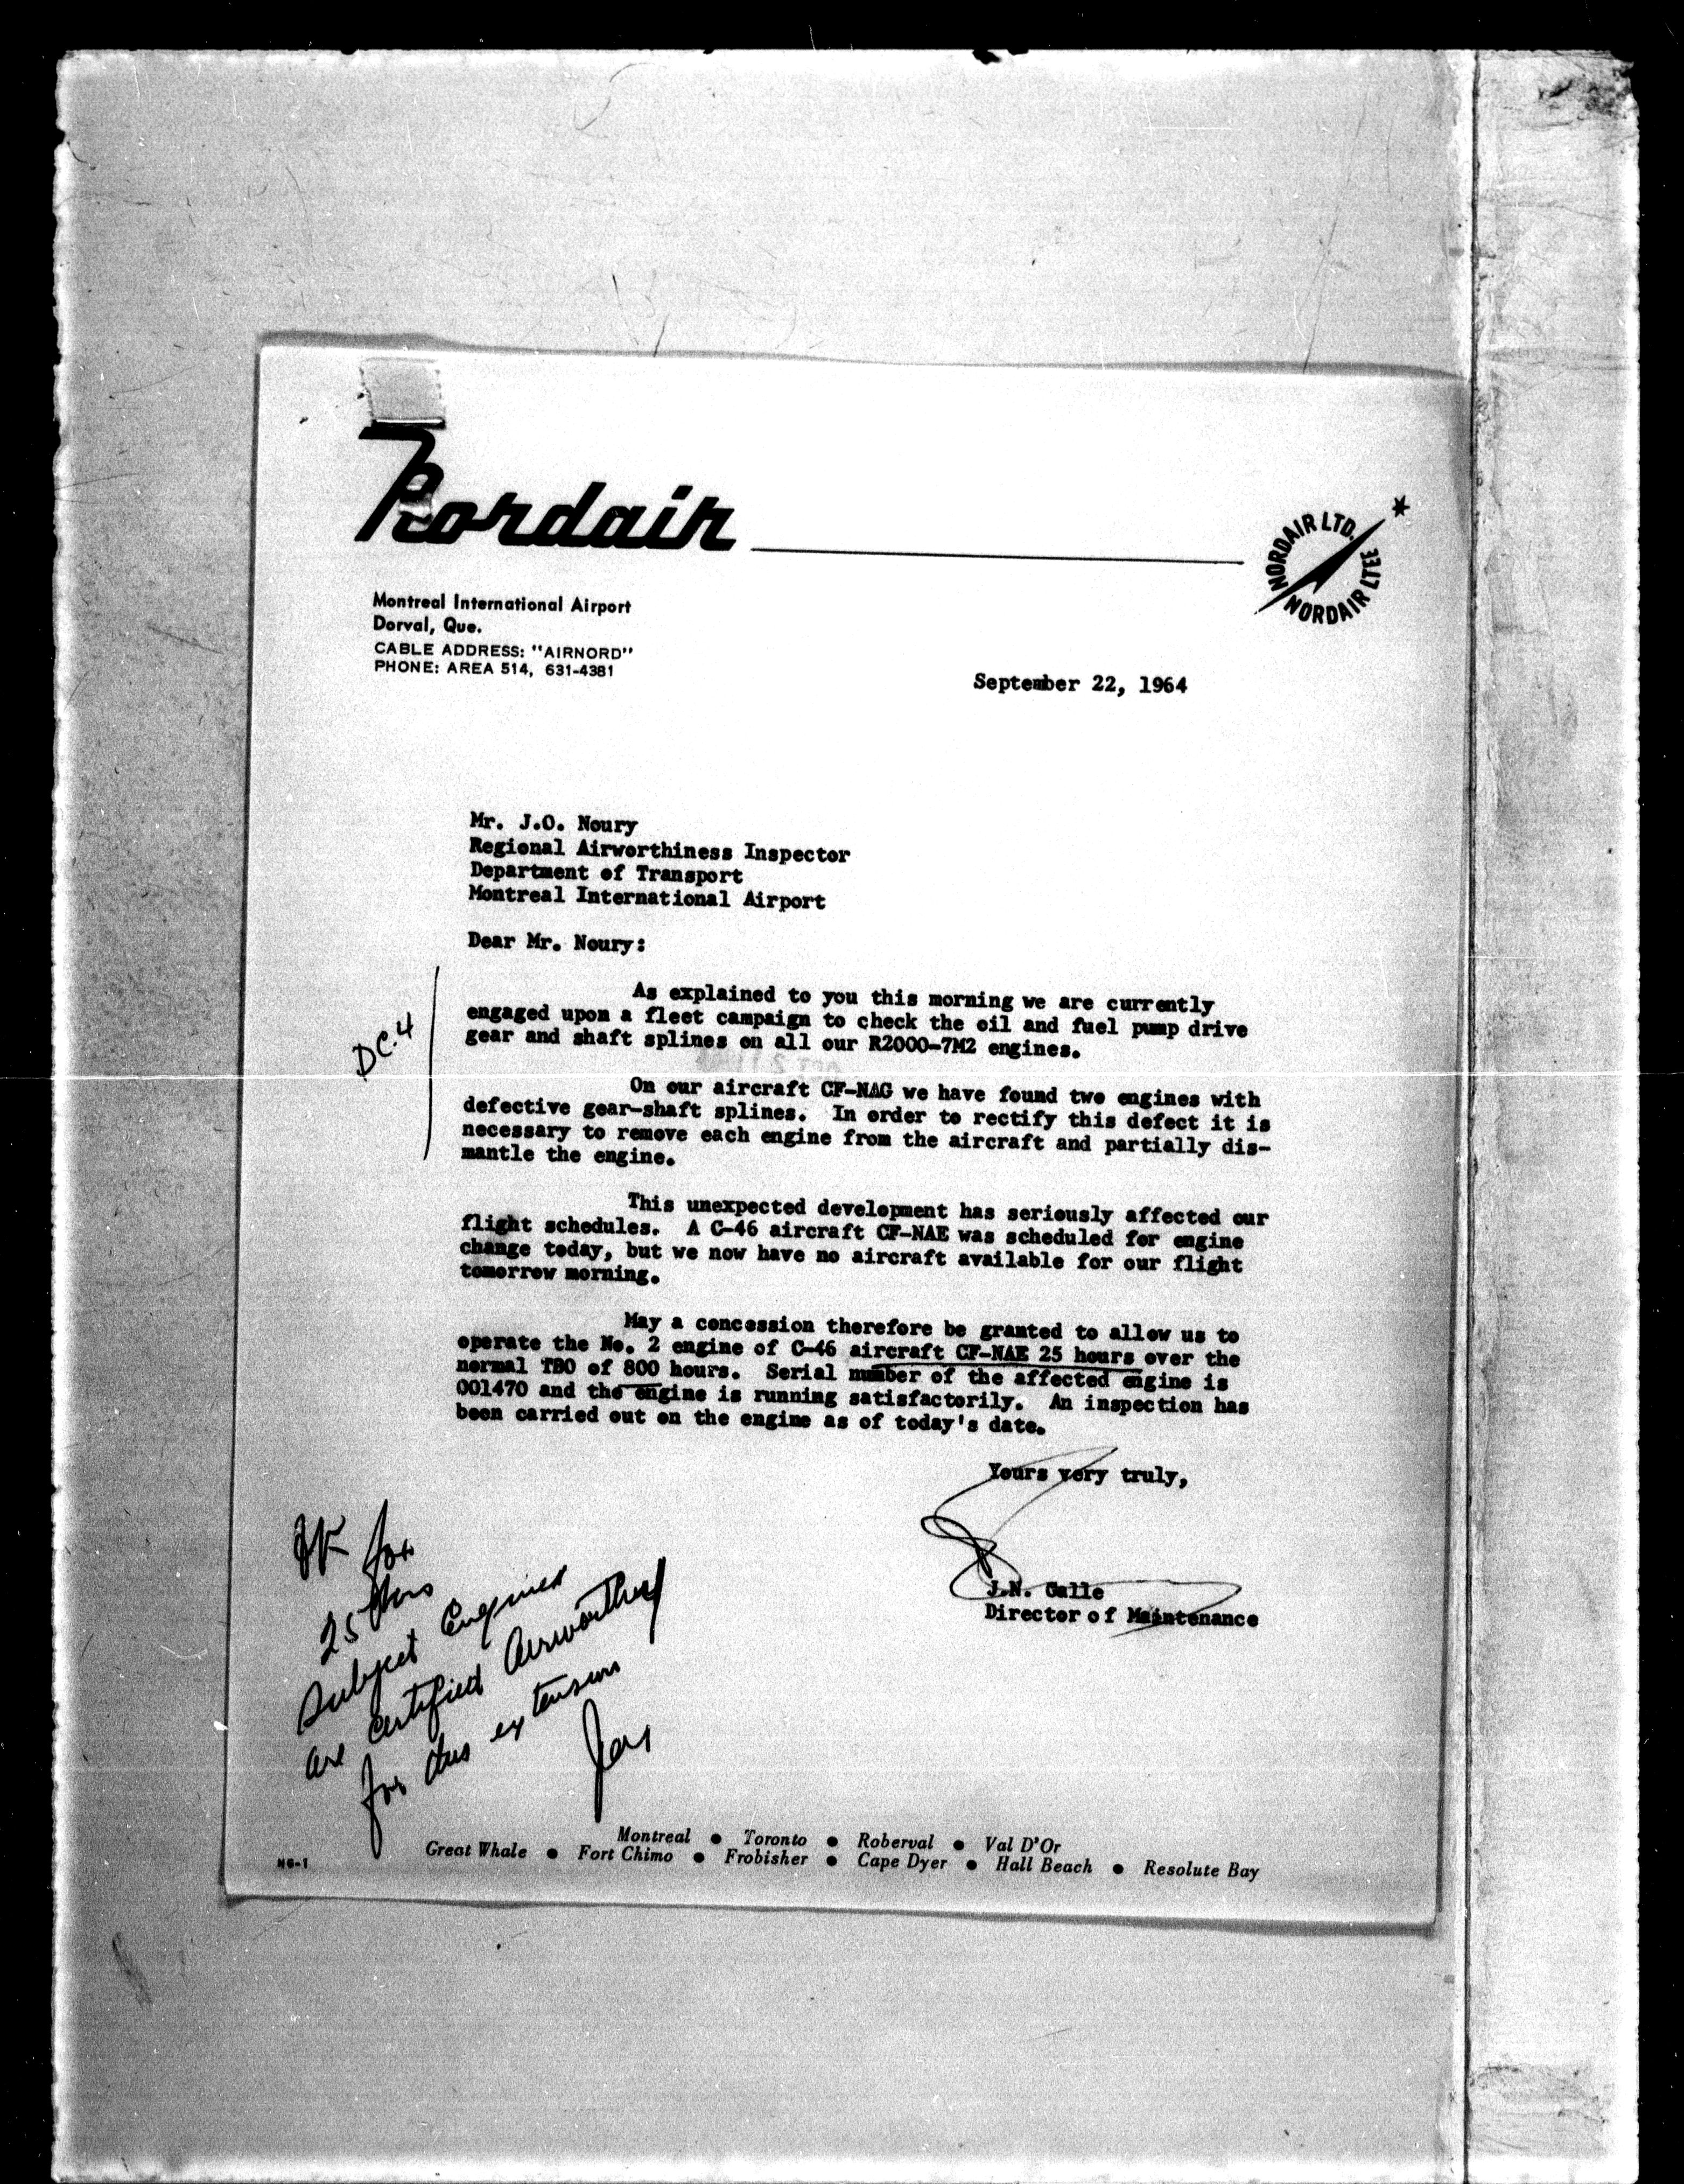 Nordair
NORDAIR LTD.
NORDAIR LTEE
Montreal International Airport
Dorval, Que.
CABLE ADDRESS: "AIRNORD"
PHONE: AREA 514, 631-4381
September 22, 1964
Mr. J.O. Noury
Regional Airworthiness Inspector
Department of Transport
Montreal International Airport
Dear Mr. Noury:
As explained to you this morning we are currently
engaged upon a fleet campaign to check the oil and fuel pump drive
gear and shaft splines on all our R2000-7M2 engines.
DC-4
On our aircraft CF-NAG we have found two engines with
defective gear-shaft splines. In order to rectify this defect it is
necessary to remove each engine from the aircraft and partially dis-
mantle the engine.
This unexpected development has seriously affected our
flight schedules. A C-46 aircraft CF-NAE was scheduled for engine
change today, but we now have no aircraft available for our flight
tomorrow morning.
May a concession therefore be granted to allow us to
operate the No. 2 engine of C-46 aircraft CF-NAE 25 hours over the
normal TBO of 800 hours. Serial number of the affected engine is
001470 and the engine is running satisfactorily. An inspection has
been carried out on the engine as of today's date.
Yours very truly,
J.N. Galle
Director of Maintenance
OK for
25 Hrs
Subject Engines
are certified Airworthy
for this extension
Montreal ● Toronto ● Roberval ● Val D'Or
Great Whale ● Fort Chimo ● Frobisher ● Cape Dyer ● Hall Beach ● Resolute Bay
NG-1